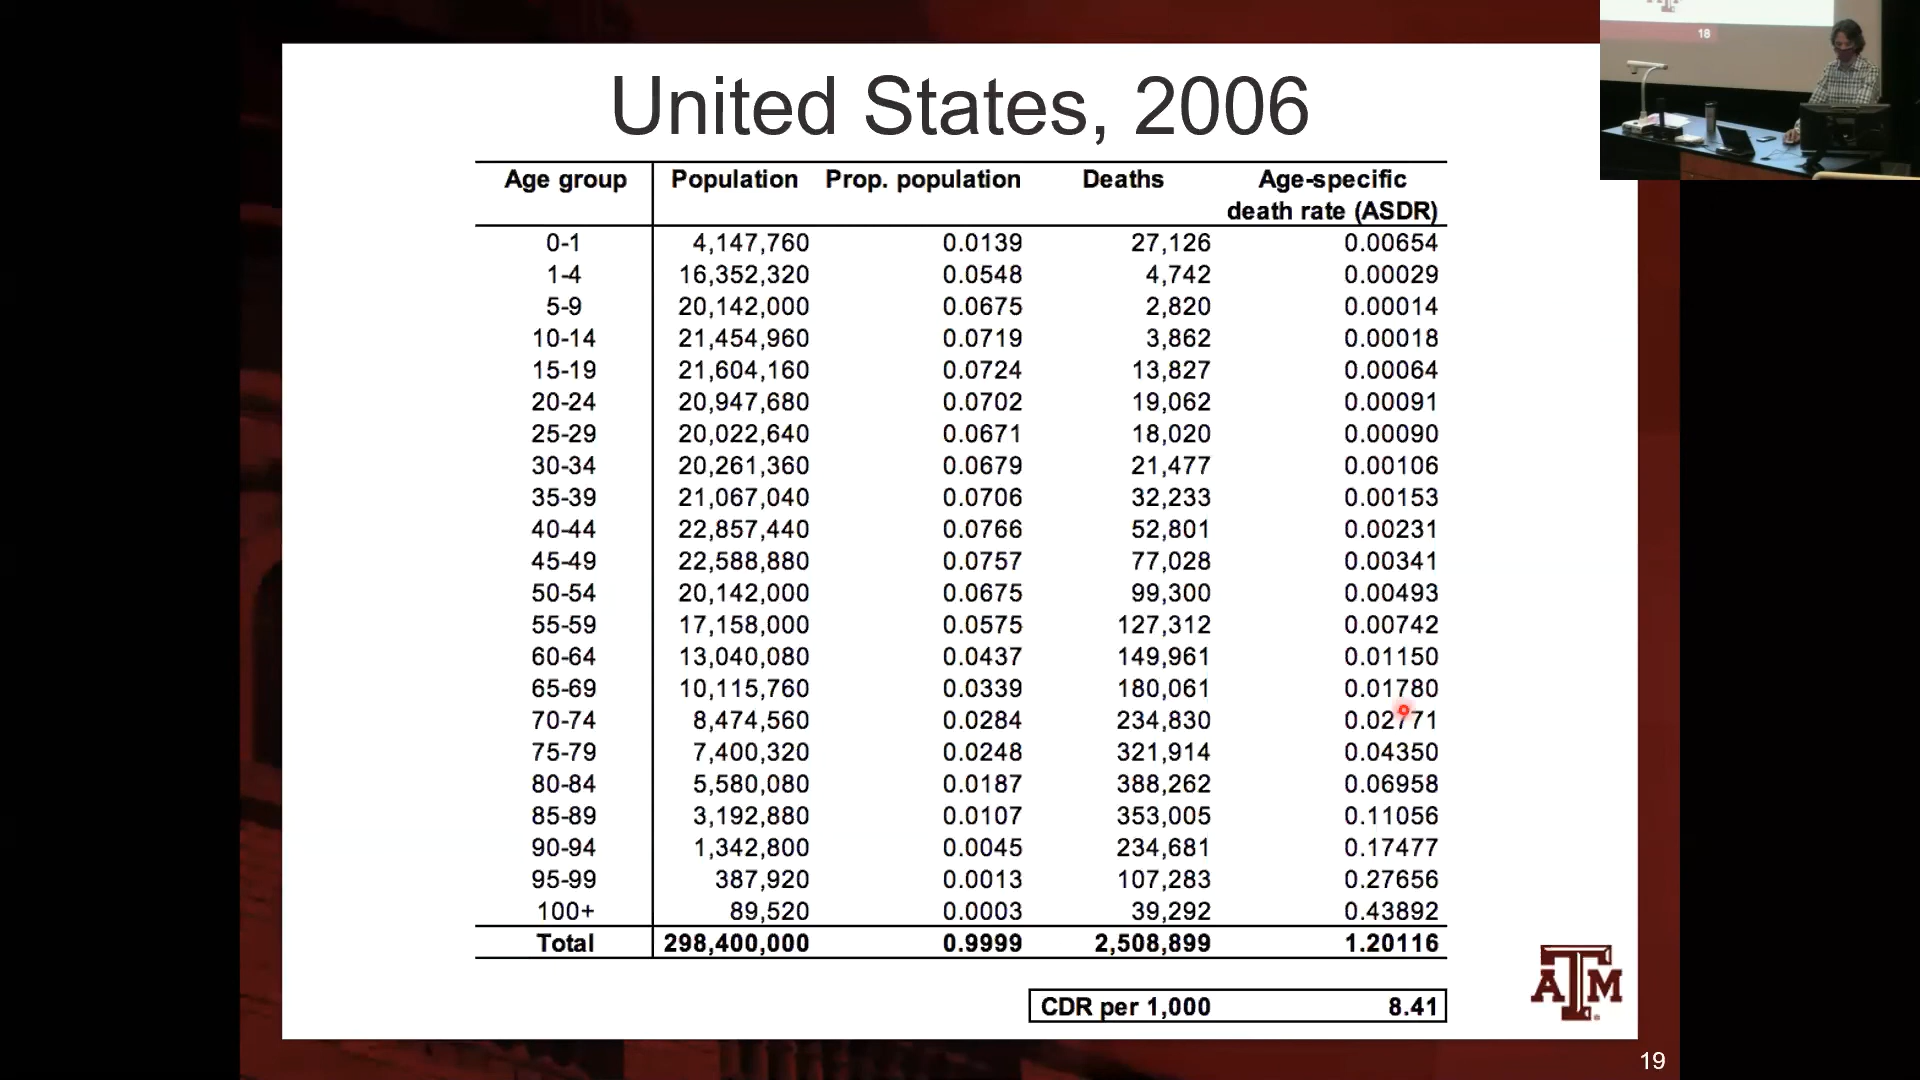 18
United States, 2006
Age group Population Prop. population Deaths Age-specific
death rate (ASDR)
0-1 4,147,760 0.0139 27,126 0.00654
1-4 16,352,320 0.0548 4,742 0.00029
5-9 20,142,000 0.0675 2,820 0.00014
10-14 21,454,960 0.0719 3,862 0.00018
15-19 21,604,160 0.0724 13,827 0.00064
20-24 20,947,680 0.0702 19,062 0.00091
25-29 20,022,640 0.0671 18,020 0.00090
30-34 20,261,360 0.0679 21,477 0.00106
35-39 21,067,040 0.0706 32,233 0.00153
40-44 22,857,440 0.0766 52,801 0.00231
45-49 22,588,880 0.0757 77,028 0.00341
50-54 20,142,000 0.0675 99,300 0.00493
55-59 17,158,000 0.0575 127,312 0.00742
60-64 13,040,080 0.0437 149,961 0.01150
65-69 10,115,760 0.0339 180,061 0.01780
70-74 8,474,560 0.0284 234,830 0.02771
75-79 7,400,320 0.0248 321,914 0.04350
80-84 5,580,080 0.0187 388,262 0.06958
85-89 3,192,880 0.0107 353,005 0.11056
90-94 1,342,800 0.0045 234,681 0.17477
95-99 387,920 0.0013 107,283 0.27656
100+ 89,520 0.0003 39,292 0.43892
Total 298,400,000 0.9999 2,508,899 1.20116
CDR per 1,000 8.41
ATM
19